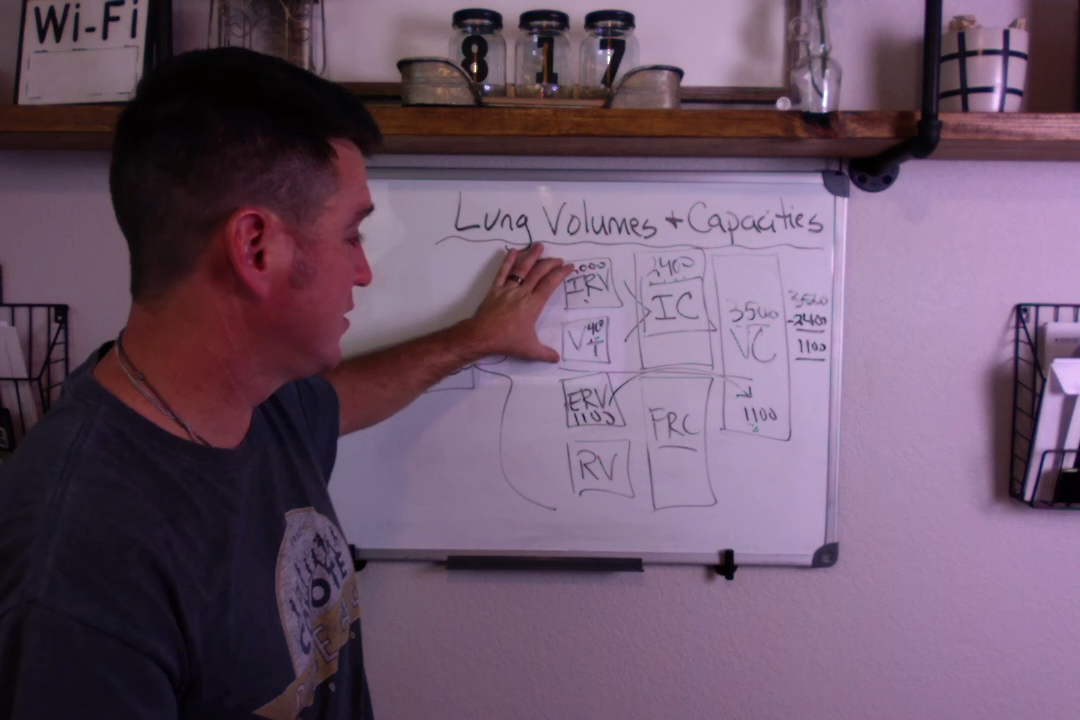 Wi-Fi
8 1 7
Lung Volumes + Capacities
2400
IRV
IC
3500
VC
3500
-2400
1100
VT
ERV
1100
1100
FRC
RV